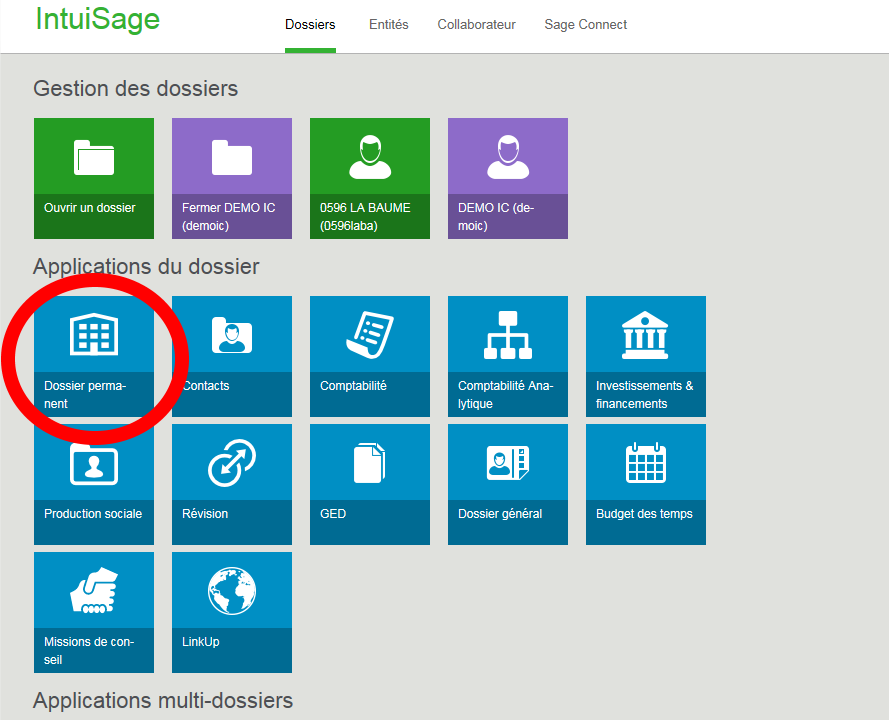 IntuiSage
Dossiers Entités Collaborateur Sage Connect
Gestion des dossiers
Ouvrir un dossier
Fermer DEMO IC
(demoic)
0596 LA BAUME
(0596laba)
DEMO IC (de-
moic)
Applications du dossier
Dossier perma-
nent
Contacts
Comptabilité
Comptabilité Ana-
lytique
Investissements &
financements
Production sociale
Révision
GED
Dossier général
Budget des temps
Missions de con-
seil
LinkUp
Applications multi-dossiers